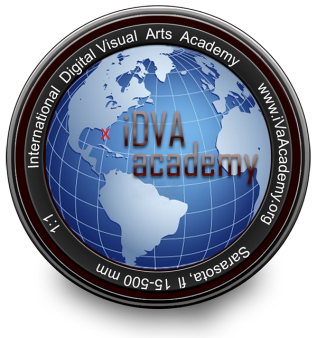 International Digital Visual Arts Academy
www.iVaAcademy.org
iDVA
academy
Sarasota, fl 15-500 mm
1:1